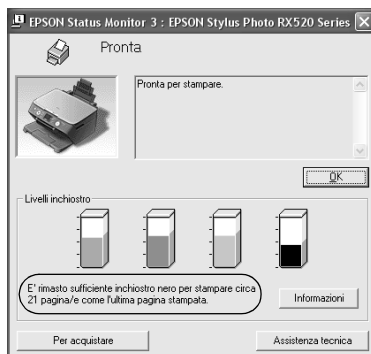 EPSON Status Monitor 3 : EPSON Stylus Photo RX520 Series
Pronta
Pronta per stampare.
OK
Livelli inchiostro
E' rimasto sufficiente inchiostro nero per stampare circa
21 pagina/e come l'ultima pagina stampata.
Informazioni
Per acquistare
Assistenza tecnica